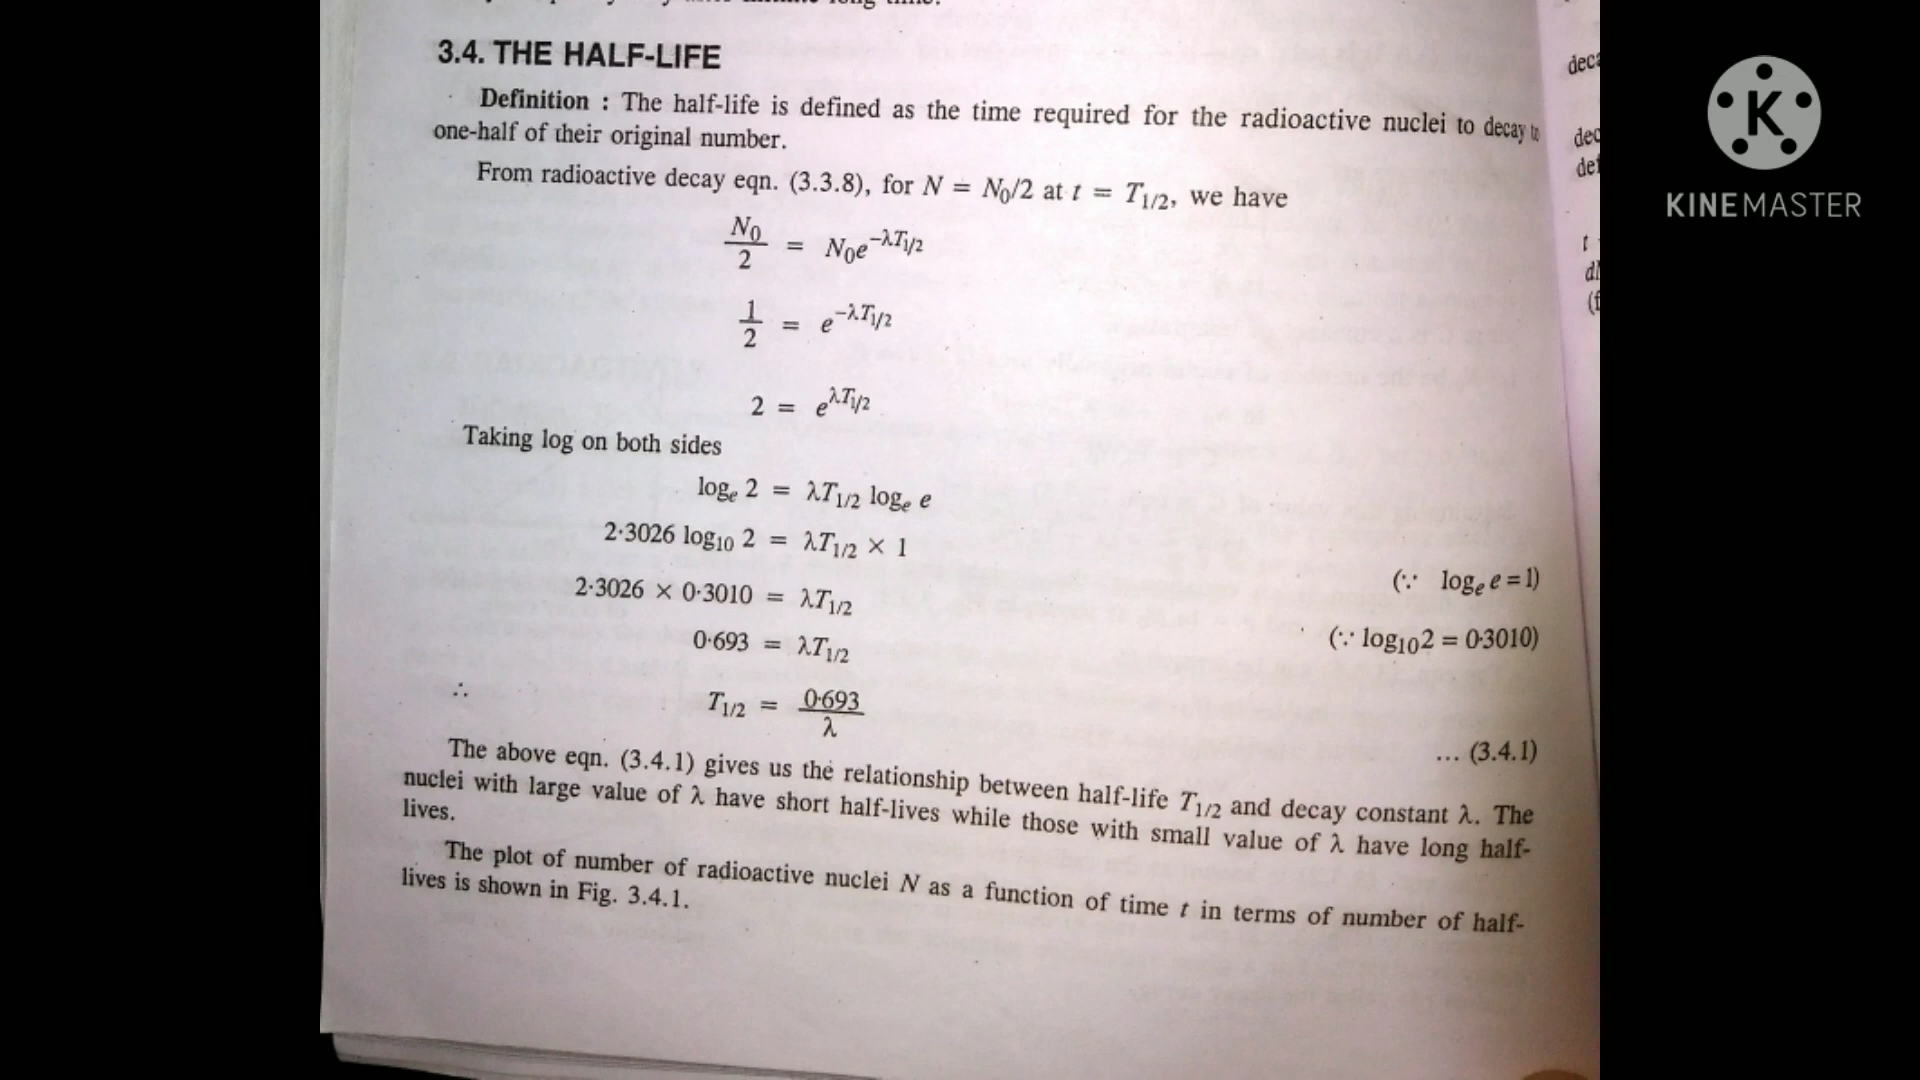 3.4. THE HALF-LIFE
Definition : The half-life is defined as the time required for the radioactive nuclei to decay to
one-half of their original number.
From radioactive decay eqn. (3.3.8), for N = N₀/2 at t = T₁/₂, we have
N₀/2 = N₀e^(−λT₁/₂)
1/2 = e^(−λT₁/₂)
2 = e^(λT₁/₂)
Taking log on both sides
logₑ 2 = λT₁/₂ logₑ e
2·3026 log₁₀ 2 = λT₁/₂ × 1 (∵ logₑ e = 1)
2·3026 × 0·3010 = λT₁/₂ (∵ log₁₀2 = 0·3010)
0·693 = λT₁/₂
∴ T₁/₂ = 0·693/λ ... (3.4.1)
The above eqn. (3.4.1) gives us the relationship between half-life T₁/₂ and decay constant λ. The
nuclei with large value of λ have short half-lives while those with small value of λ have long half-
lives.
The plot of number of radioactive nuclei N as a function of time t in terms of number of half-
lives is shown in Fig. 3.4.1.
KINEMASTER